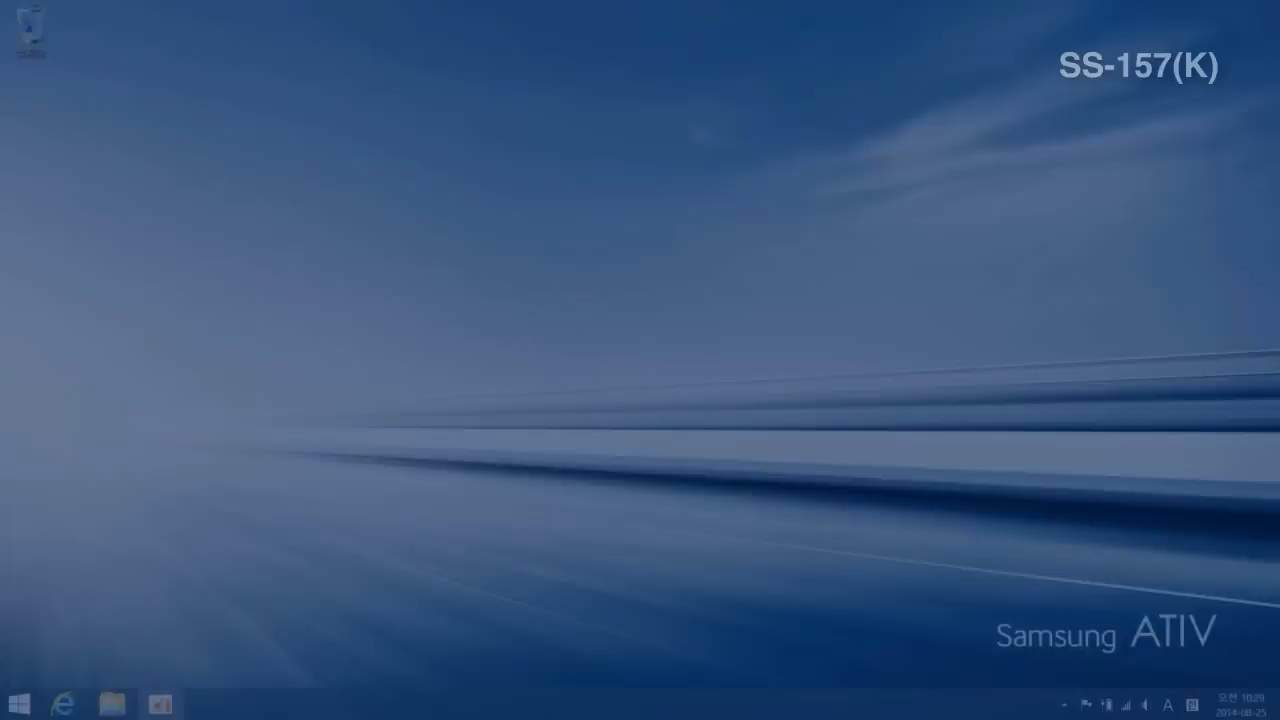 SS-157(K)
Samsung ATIV
A
오전 10:29
2014-08-25